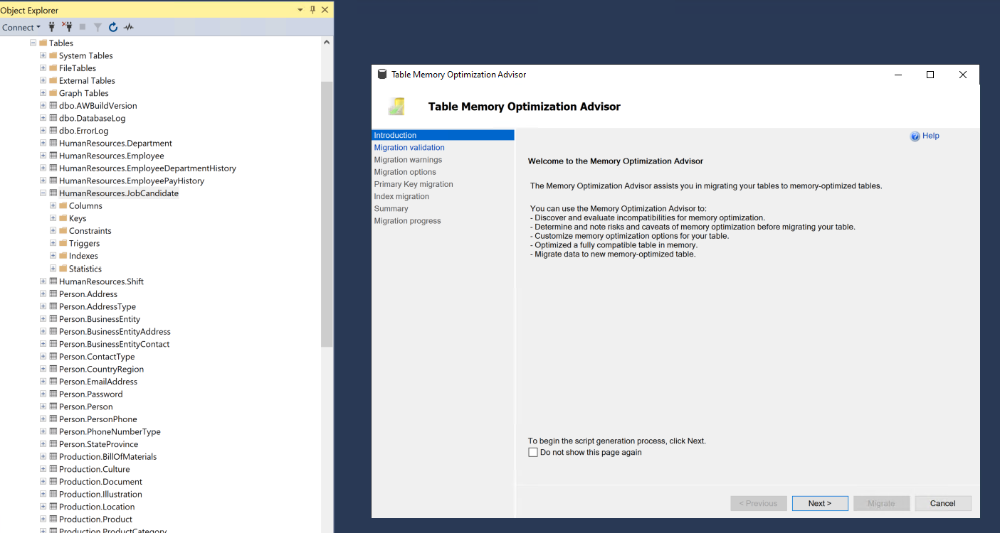 Object Explorer
Connect
Tables
System Tables
FileTables
External Tables
Graph Tables
dbo.AWBuildVersion
dbo.DatabaseLog
dbo.ErrorLog
HumanResources.Department
HumanResources.Employee
HumanResources.EmployeeDepartmentHistory
HumanResources.EmployeePayHistory
HumanResources.JobCandidate
Columns
Keys
Constraints
Triggers
Indexes
Statistics
HumanResources.Shift
Person.Address
Person.AddressType
Person.BusinessEntity
Person.BusinessEntityAddress
Person.BusinessEntityContact
Person.ContactType
Person.CountryRegion
Person.EmailAddress
Person.Password
Person.Person
Person.PersonPhone
Person.PhoneNumberType
Person.StateProvince
Production.BillOfMaterials
Production.Culture
Production.Document
Production.Illustration
Production.Location
Production.Product
Production.ProductCategory
Table Memory Optimization Advisor
Table Memory Optimization Advisor
Introduction
Migration validation
Migration warnings
Migration options
Primary Key migration
Index migration
Summary
Migration progress
Help
Welcome to the Memory Optimization Advisor
The Memory Optimization Advisor assists you in migrating your tables to memory-optimized tables.
You can use the Memory Optimization Advisor to:
- Discover and evaluate incompatibilities for memory optimization.
- Determine and note risks and caveats of memory optimization before migrating your table.
- Customize memory optimization options for your table.
- Optimized a fully compatible table in memory.
- Migrate data to new memory-optimized table.
To begin the script generation process, click Next.
Do not show this page again
< Previous
Next >
Migrate
Cancel